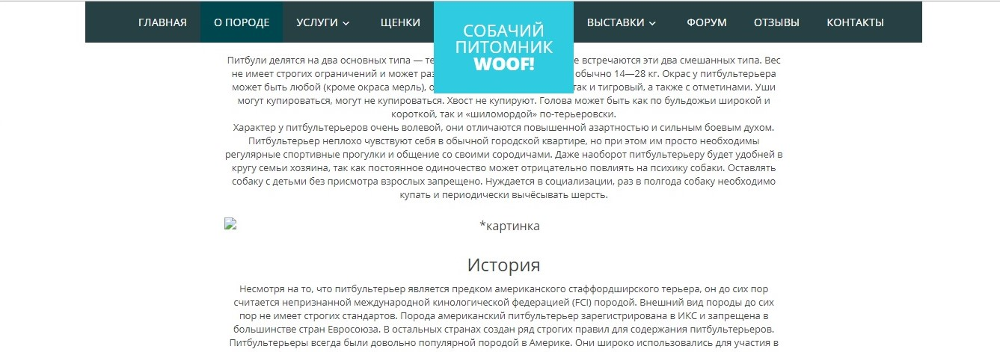 ГЛАВНАЯ О ПОРОДЕ УСЛУГИ ЩЕНКИ
СОБАЧИЙ
ПИТОМНИК
WOOF!
ВЫСТАВКИ ФОРУМ ОТЗЫВЫ КОНТАКТЫ
Питбули делятся на два основных типа — встречаются эти два смешанных типа. Вес
не имеет строгих ограничений и может обычно 14—28 кг. Окрас у питбультерьера
может быть любой (кроме окраса мерль), так и тигровый, а также с отметинами. Уши
могут купироваться, могут не купироваться. Хвост не купируют. Голова может быть как по бульдожьи широкой и
короткой, так и «шиломордой» по-терьеровски.
Характер у питбультерьеров очень волевой, они отличаются повышенной азартностью и сильным боевым духом.
Питбультерьер неплохо чувствуют себя в обычной городской квартире, но при этом им просто необходимы
регулярные спортивные прогулки и общение со своими сородичами. Даже наоборот питбультерьеру будет удобней в
кругу семьи хозяина, так как постоянное одиночество может отрицательно повлиять на психику собаки. Оставлять
собаку с детьми без присмотра взрослых запрещено. Нуждается в социализации, раз в полгода собаку необходимо
купать и периодически вычёсывать шерсть.
*картинка
История
Несмотря на то, что питбультерьер является предком американского стаффордширского терьера, он до сих пор
считается непризнанной международной кинологической федерацией (FCI) породой. Внешний вид породы до сих
пор не имеет строгих стандартов. Порода американский питбультерьер зарегистрирована в ИКС и запрещена в
большинстве стран Евросоюза. В остальных странах создан ряд строгих правил для содержания питбультерьеров.
Питбультерьеры всегда были довольно популярной породой в Америке. Они широко использовались для участия в